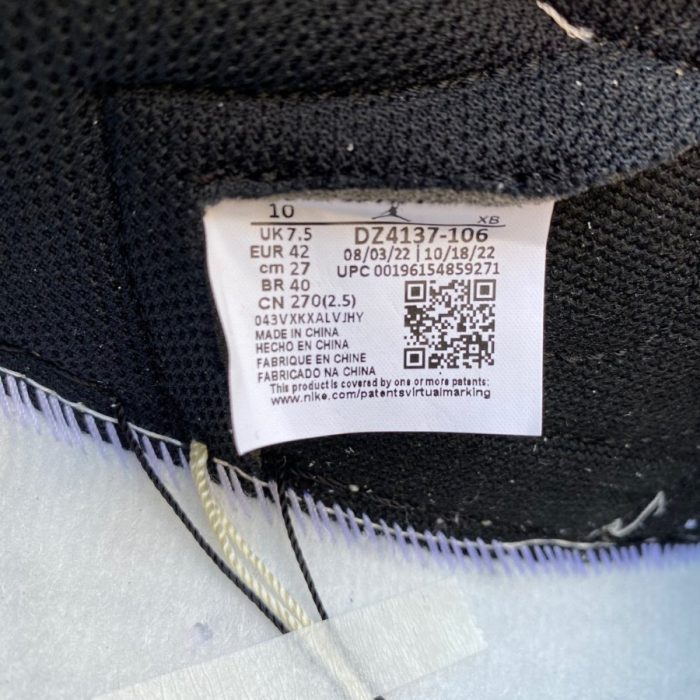 10
XB
UK 7.5 DZ4137-106
EUR 42 08/03/22 | 10/18/22
cm 27 UPC 00196154859271
BR 40
CN 270(2.5)
043VXKXALVJHY
MADE IN CHINA
HECHO EN CHINA
FABRIQUE EN CHINE
FABRICADO NA CHINA
This product is covered by one or more patents:
www.nike.com/patentsvirtualmarking